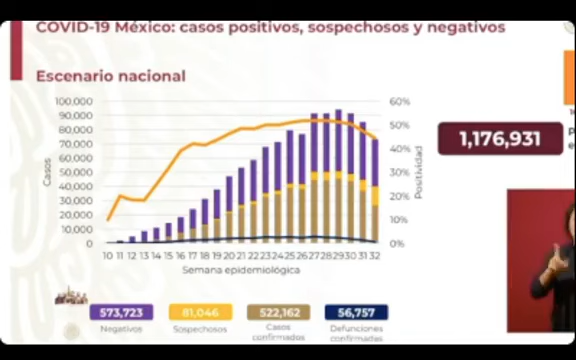 COVID-19 México: casos positivos, sospechosos y negativos
Escenario nacional
100,000
90,000
80,000
70,000
60,000
50,000
40,000
30,000
20,000
10,000
0
Casos
60%
50%
40%
30%
20%
10%
0%
Positividad
10 11 12 13 14 15 16 17 18 19 20 21 22 23 24 25 26 27 28 29 30 31 32
Semana epidemiológica
1,176,931
573,723
Negativos
81,046
Sospechosos
522,162
Casos
confirmados
56,757
Defunciones
confirmadas